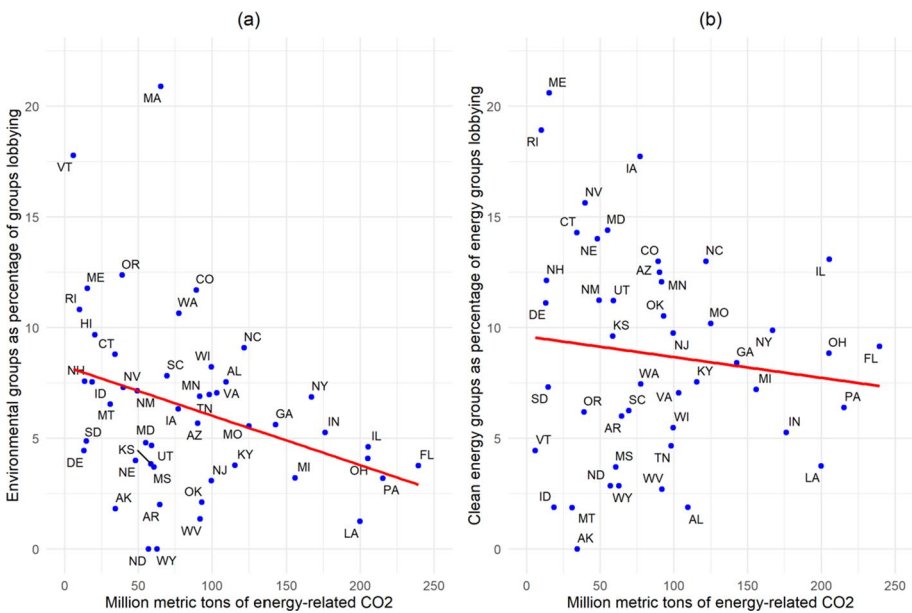 (a)
Environmental groups as percentage of groups lobbying
20
15
10
5
0
MA
VT
OR
ME
CO
RI
WA
HI
NC
CT
WI
SC
AL
NH
NV
MN
NY
ID
VA
NM
TN
MT
IA
GA
SD
MD
AZ
MO
IN
IL
DE
KS
UT
OH
FL
NE
MS
NJ
KY
MI
PA
AK
OK
AR
WV
LA
ND
WY
0
50
100
150
200
250
Million metric tons of energy-related CO2
(b)
Clean energy groups as percentage of energy groups lobbying
20
15
10
5
0
ME
RI
IA
NV
CT
MD
NE
CO
NC
IL
NH
AZ
MN
NM
UT
DE
OK
MO
KS
NJ
NY
OH
GA
FL
WA
KY
MI
SD
VA
OR
SC
PA
AR
WI
IN
VT
TN
ND
WV
LA
WY
ID
MT
AL
AK
0
50
100
150
200
250
Million metric tons of energy-related CO2